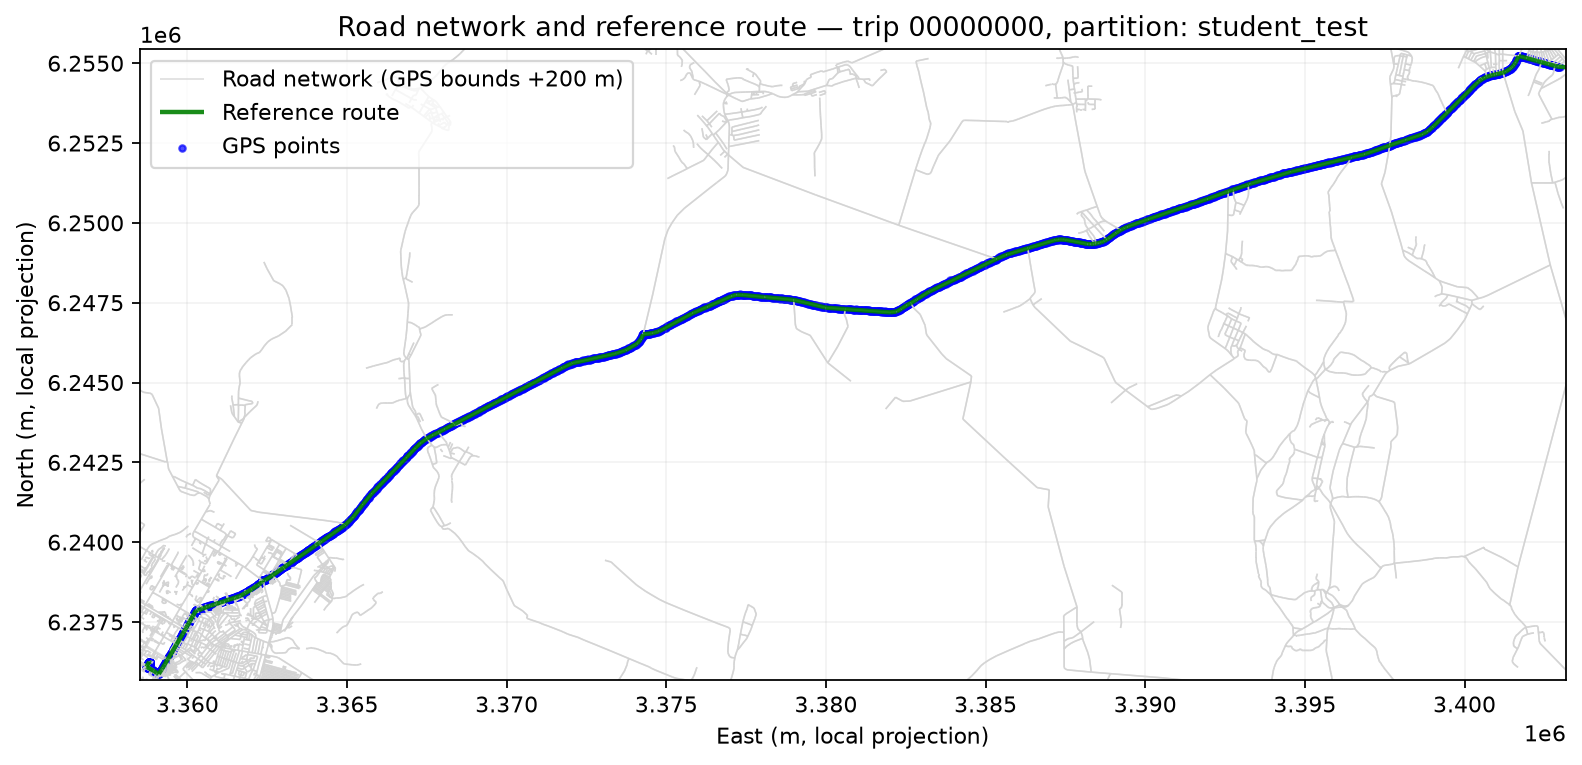 Road network and reference route — trip 00000000, partition: student_test
1e6
Road network (GPS bounds +200 m)
Reference route
GPS points
6.2550
6.2525
6.2500
6.2475
6.2450
6.2425
6.2400
6.2375
North (m, local projection)
3.360 3.365 3.370 3.375 3.380 3.385 3.390 3.395 3.400
East (m, local projection)
1e6